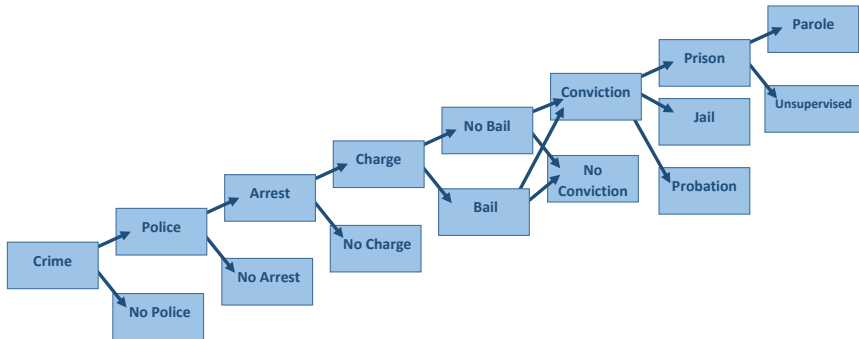 Crime
Police
No Police
Arrest
No Arrest
Charge
No Charge
No Bail
Bail
Conviction
No
Conviction
Prison
Jail
Probation
Parole
Unsupervised